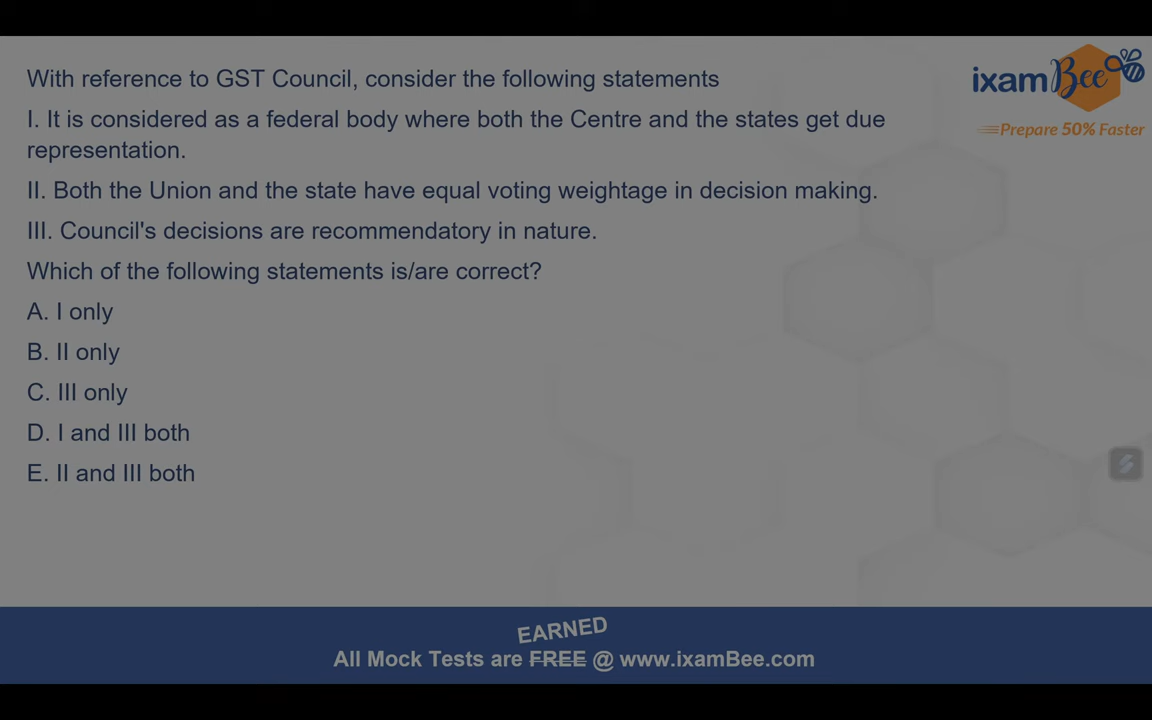 With reference to GST Council, consider the following statements
I. It is considered as a federal body where both the Centre and the states get due
representation.
II. Both the Union and the state have equal voting weightage in decision making.
III. Council's decisions are recommendatory in nature.
Which of the following statements is/are correct?
A. I only
B. II only
C. III only
D. I and III both
E. II and III both
ixamBee
Prepare 50% Faster
EARNED
All Mock Tests are FREE @ www.ixamBee.com